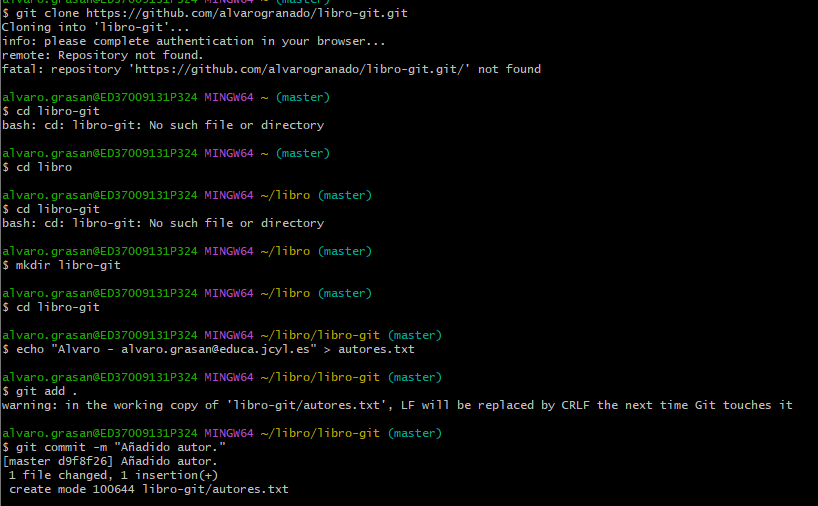 alvaro.grasan@ED37009131P324 MINGW64 ~ (master)
$ git clone https://github.com/alvarogranado/libro-git.git
Cloning into 'libro-git'...
info: please complete authentication in your browser...
remote: Repository not found.
fatal: repository 'https://github.com/alvarogranado/libro-git.git/' not found
alvaro.grasan@ED37009131P324 MINGW64 ~ (master)
$ cd libro-git
bash: cd: libro-git: No such file or directory
alvaro.grasan@ED37009131P324 MINGW64 ~ (master)
$ cd libro
alvaro.grasan@ED37009131P324 MINGW64 ~/libro (master)
$ cd libro-git
bash: cd: libro-git: No such file or directory
alvaro.grasan@ED37009131P324 MINGW64 ~/libro (master)
$ mkdir libro-git
alvaro.grasan@ED37009131P324 MINGW64 ~/libro (master)
$ cd libro-git
alvaro.grasan@ED37009131P324 MINGW64 ~/libro/libro-git (master)
$ echo "Alvaro - alvaro.grasan@educa.jcyl.es" > autores.txt
alvaro.grasan@ED37009131P324 MINGW64 ~/libro/libro-git (master)
$ git add .
warning: in the working copy of 'libro-git/autores.txt', LF will be replaced by CRLF the next time Git touches it
alvaro.grasan@ED37009131P324 MINGW64 ~/libro/libro-git (master)
$ git commit -m "Añadido autor."
[master d9f8f26] Añadido autor.
1 file changed, 1 insertion(+)
create mode 100644 libro-git/autores.txt